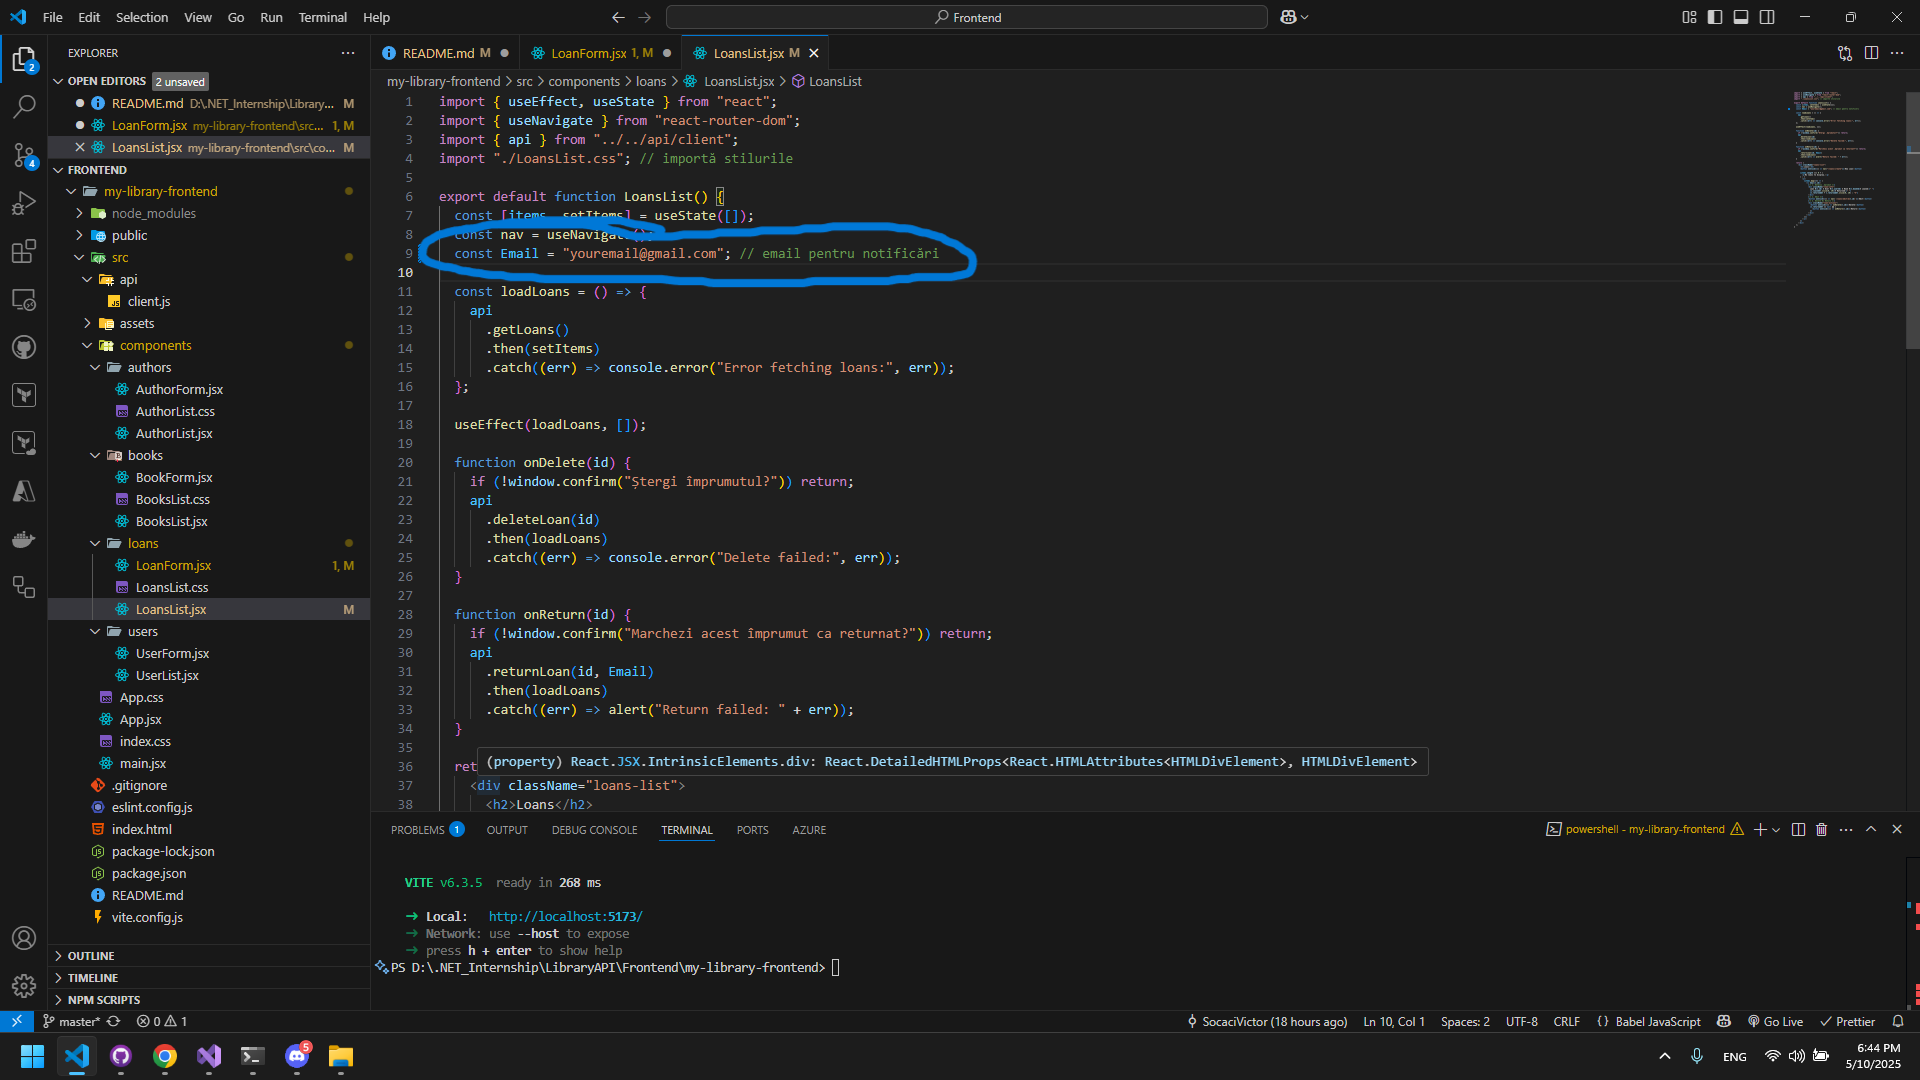 File Edit Selection View Go Run Terminal Help
Frontend
EXPLORER
OPEN EDITORS 2 unsaved
README.md D:\.NET_Internship\Library... M
LoanForm.jsx my-library-frontend\src... 1, M
LoansList.jsx my-library-frontend\src\co... M
FRONTEND
my-library-frontend
node_modules
public
src
api
client.js
assets
components
authors
AuthorForm.jsx
AuthorList.css
AuthorList.jsx
books
BookForm.jsx
BooksList.css
BooksList.jsx
loans
LoanForm.jsx 1, M
LoansList.css
LoansList.jsx M
users
UserForm.jsx
UserList.jsx
App.css
App.jsx
index.css
main.jsx
.gitignore
eslint.config.js
index.html
package-lock.json
package.json
README.md
vite.config.js
OUTLINE
TIMELINE
NPM SCRIPTS
2
4
README.md M LoanForm.jsx 1, M LoansList.jsx M
my-library-frontend > src > components > loans > LoansList.jsx > LoansList
1 import { useEffect, useState } from "react";
2 import { useNavigate } from "react-router-dom";
3 import { api } from "../../api/client";
4 import "./LoansList.css"; // importă stilurile
5
6 export default function LoansList() {
7 const [items, setItems] = useState([]);
8 const nav = useNavigate();
9 const Email = "youremail@gmail.com"; // email pentru notificări
10
11 const loadLoans = () => {
12 api
13 .getLoans()
14 .then(setItems)
15 .catch((err) => console.error("Error fetching loans:", err));
16 };
17
18 useEffect(loadLoans, []);
19
20 function onDelete(id) {
21 if (!window.confirm("Ștergi împrumutul?")) return;
22 api
23 .deleteLoan(id)
24 .then(loadLoans)
25 .catch((err) => console.error("Delete failed:", err));
26 }
27
28 function onReturn(id) {
29 if (!window.confirm("Marchezi acest împrumut ca returnat?")) return;
30 api
31 .returnLoan(id, Email)
32 .then(loadLoans)
33 .catch((err) => alert("Return failed: " + err));
34 }
35
(property) React.JSX.IntrinsicElements.div: React.DetailedHTMLProps<React.HTMLAttributes<HTMLDivElement>, HTMLDivElement>
36 ret
37 <div className="loans-list">
38 <h2>Loans</h2>
PROBLEMS 1 OUTPUT DEBUG CONSOLE TERMINAL PORTS AZURE
powershell - my-library-frontend
VITE v6.3.5 ready in 268 ms
➜ Local: http://localhost:5173/
➜ Network: use --host to expose
➜ press h + enter to show help
PS D:\.NET_Internship\LibraryAPI\Frontend\my-library-frontend>
master* 0 1
SocaciVictor (18 hours ago) Ln 10, Col 1 Spaces: 2 UTF-8 CRLF {} Babel JavaScript Go Live Prettier
5
ENG
6:44 PM
5/10/2025